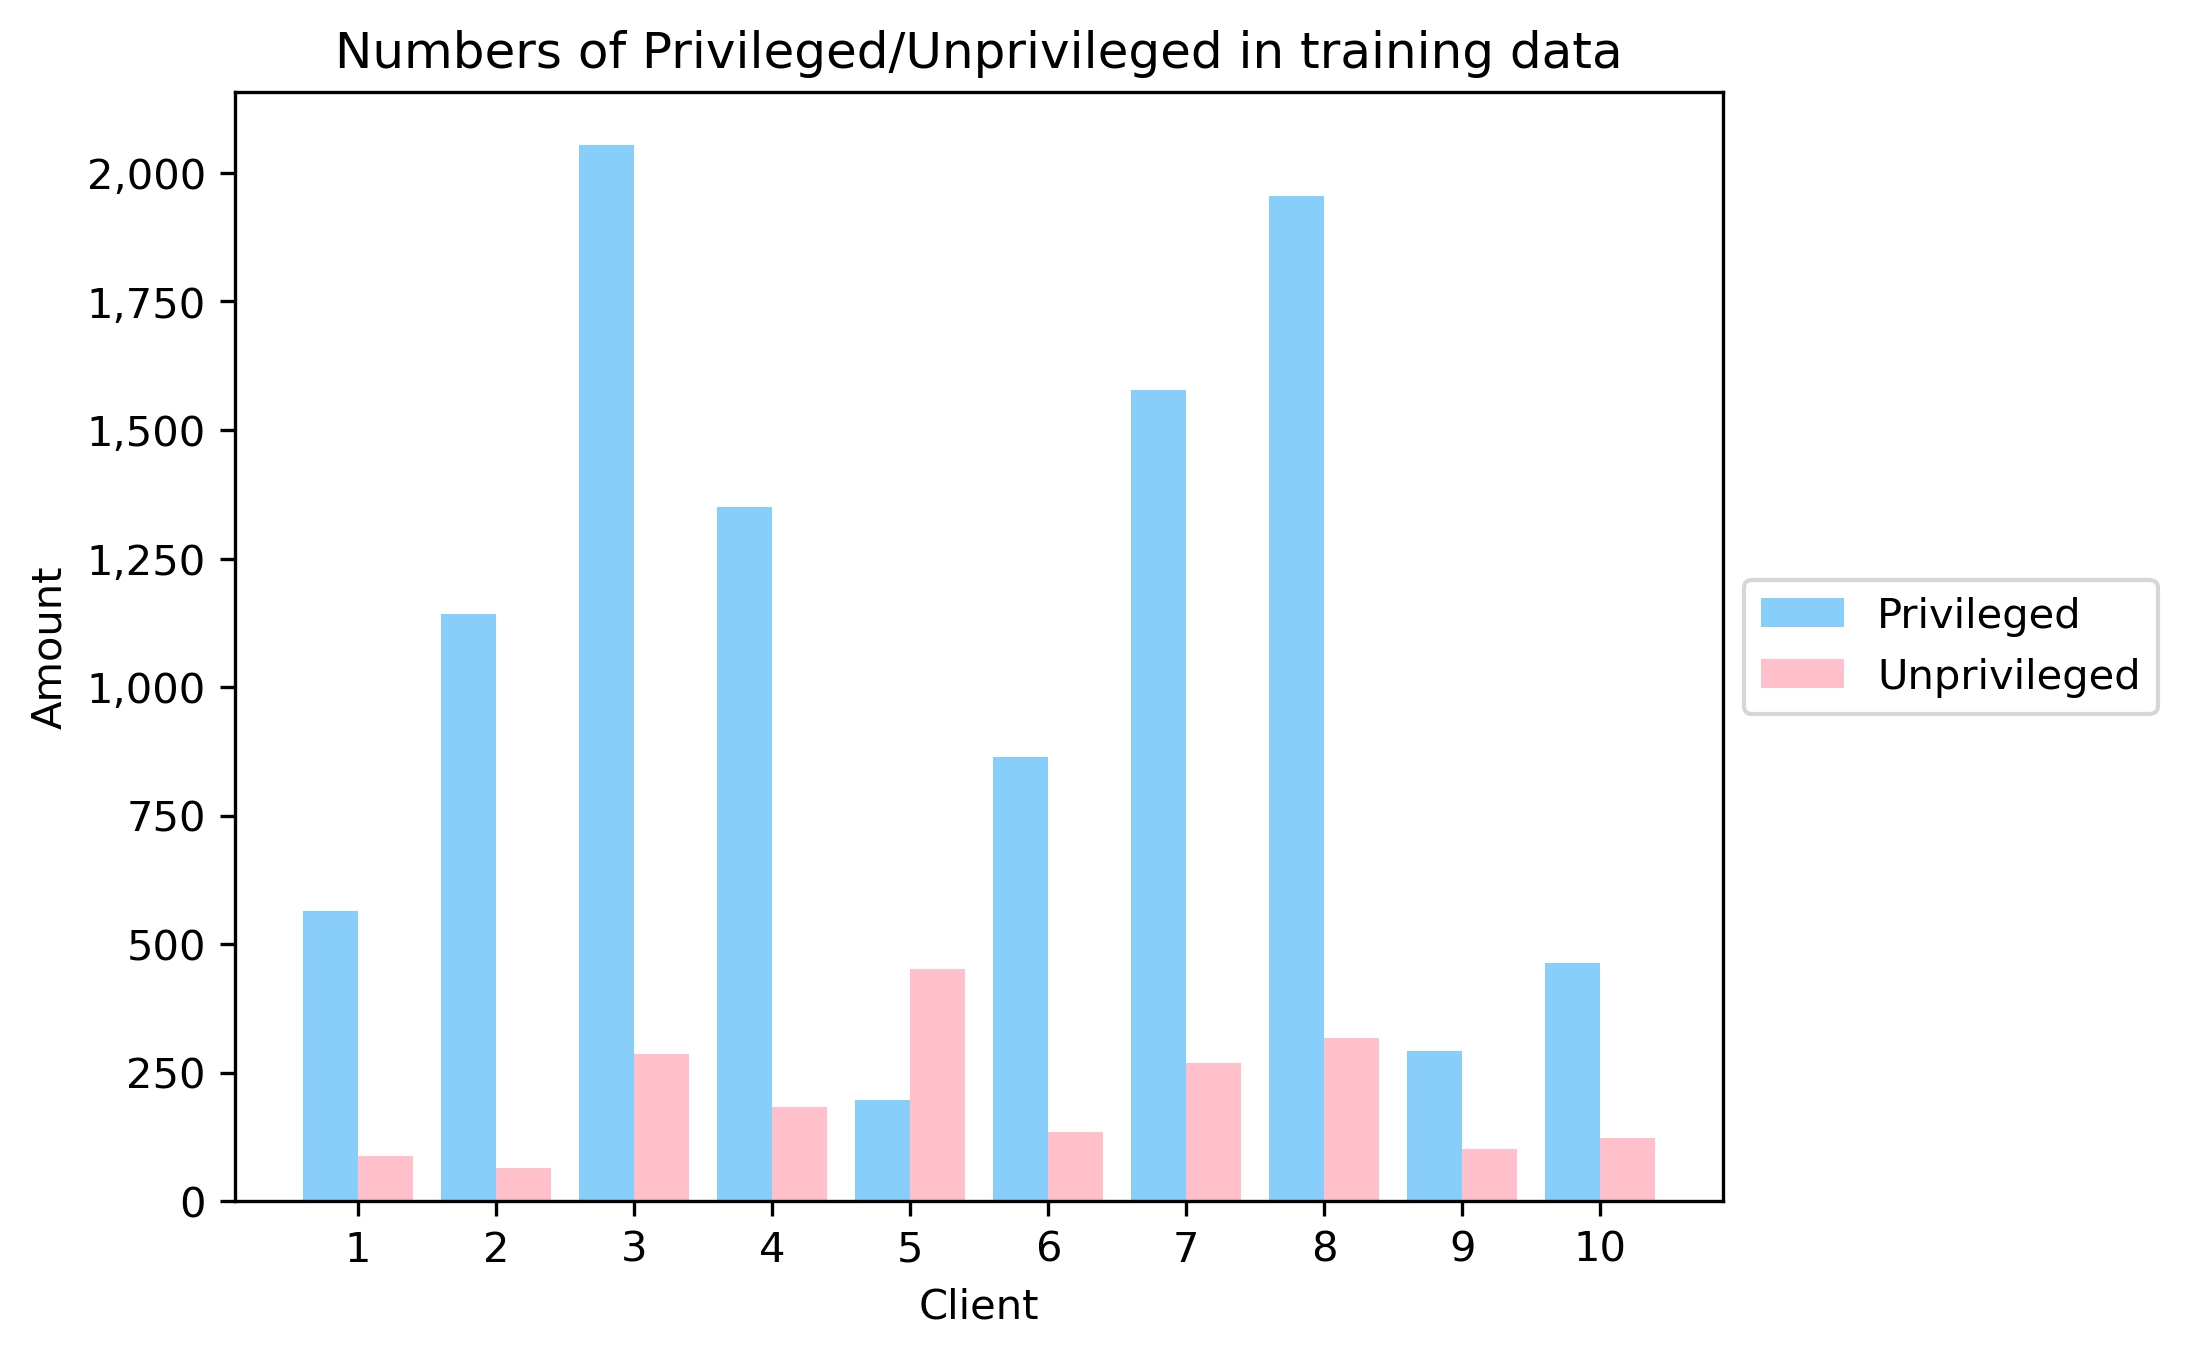 Numbers of Privileged/Unprivileged in training data
2,000
1,750
1,500
1,250
1,000
750
500
250
0
Amount
1 2 3 4 5 6 7 8 9 10
Client
Privileged
Unprivileged